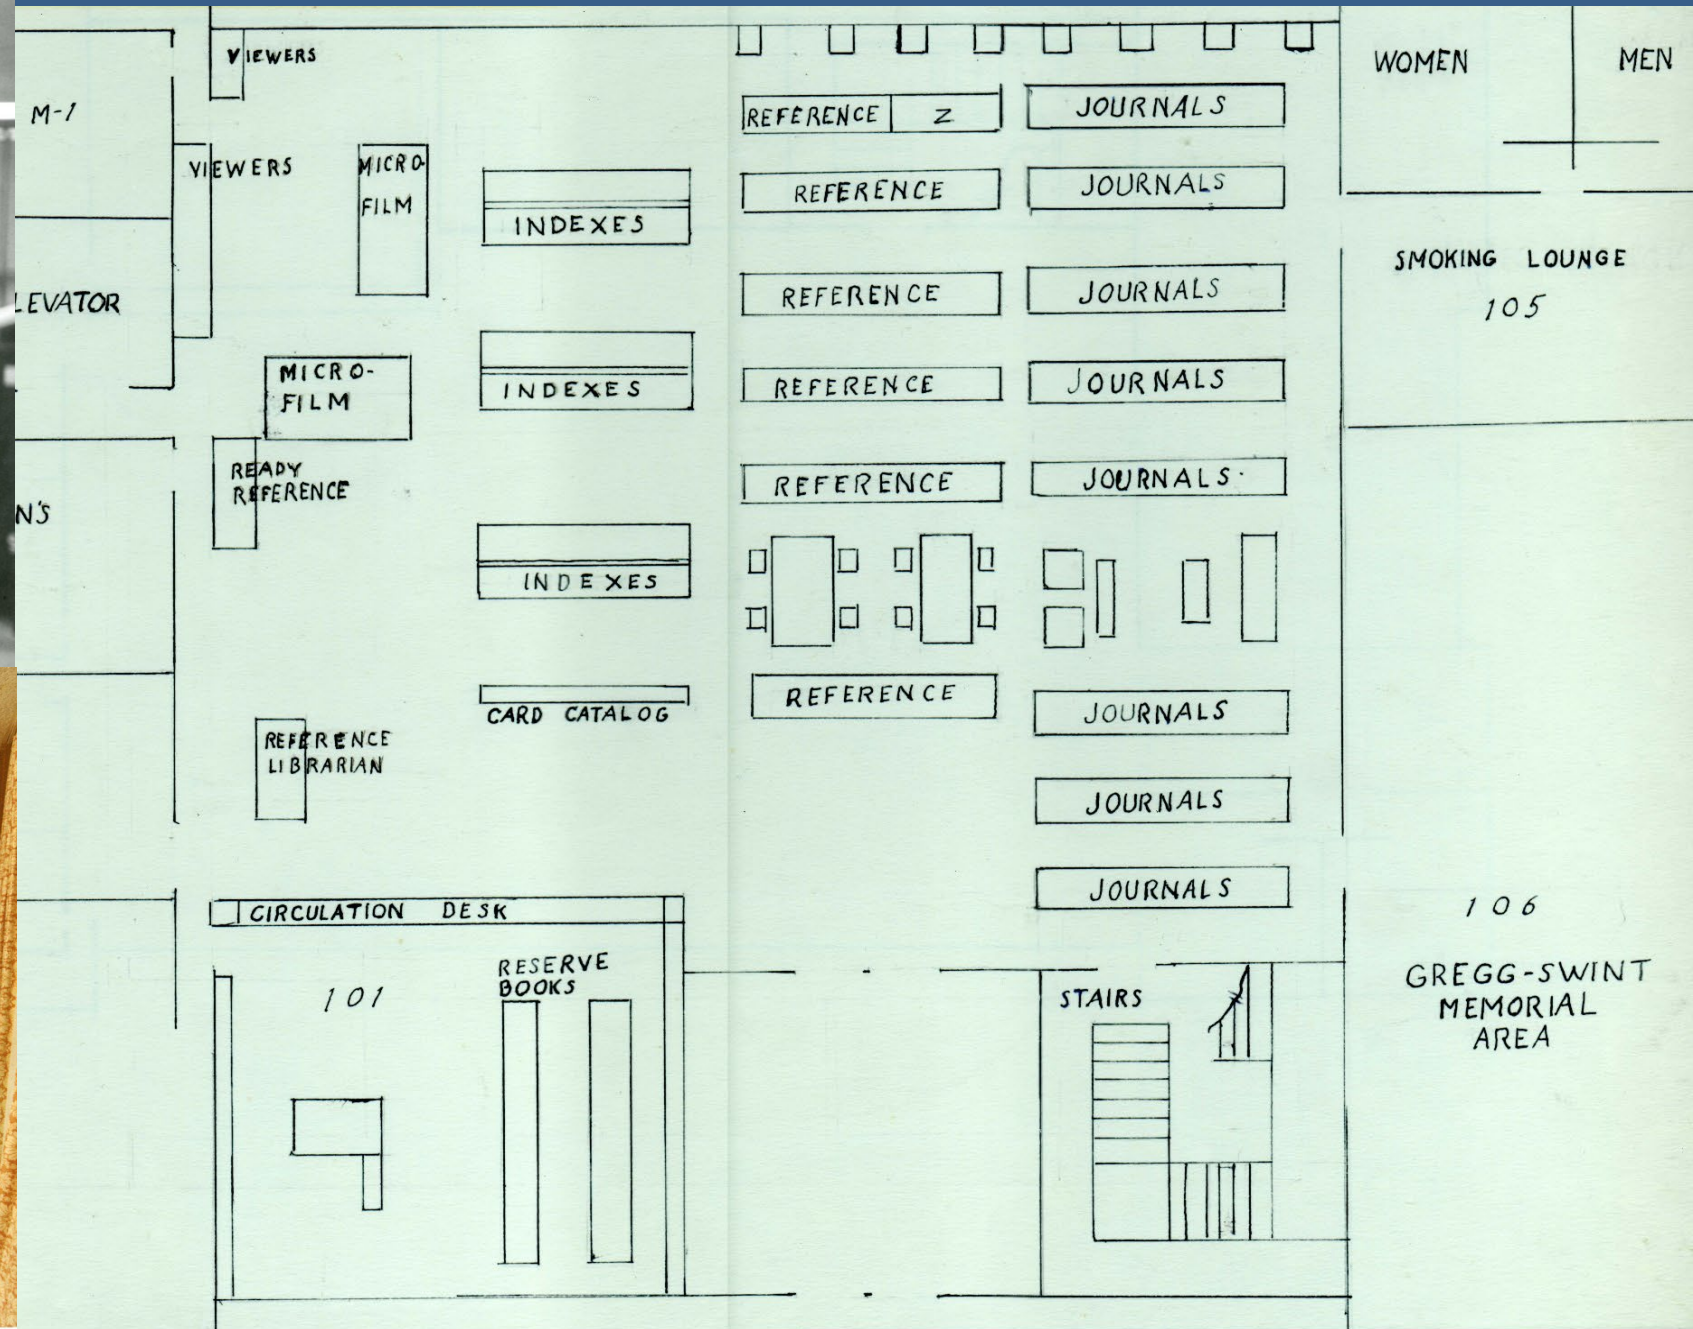 VIEWERS
WOMEN
MEN
M-1
REFERENCE
Z
JOURNALS
VIEWERS
MICRO-
FILM
REFERENCE
JOURNALS
INDEXES
SMOKING LOUNGE
105
LEVATOR
REFERENCE
JOURNALS
MICRO-
FILM
INDEXES
REFERENCE
JOURNALS
READY
REFERENCE
REFERENCE
JOURNALS
N'S
INDEXES
CARD CATALOG
REFERENCE
JOURNALS
REFERENCE
LIBRARIAN
JOURNALS
JOURNALS
CIRCULATION DESK
106
GREGG-SWINT
MEMORIAL
AREA
RESERVE
BOOKS
101
STAIRS